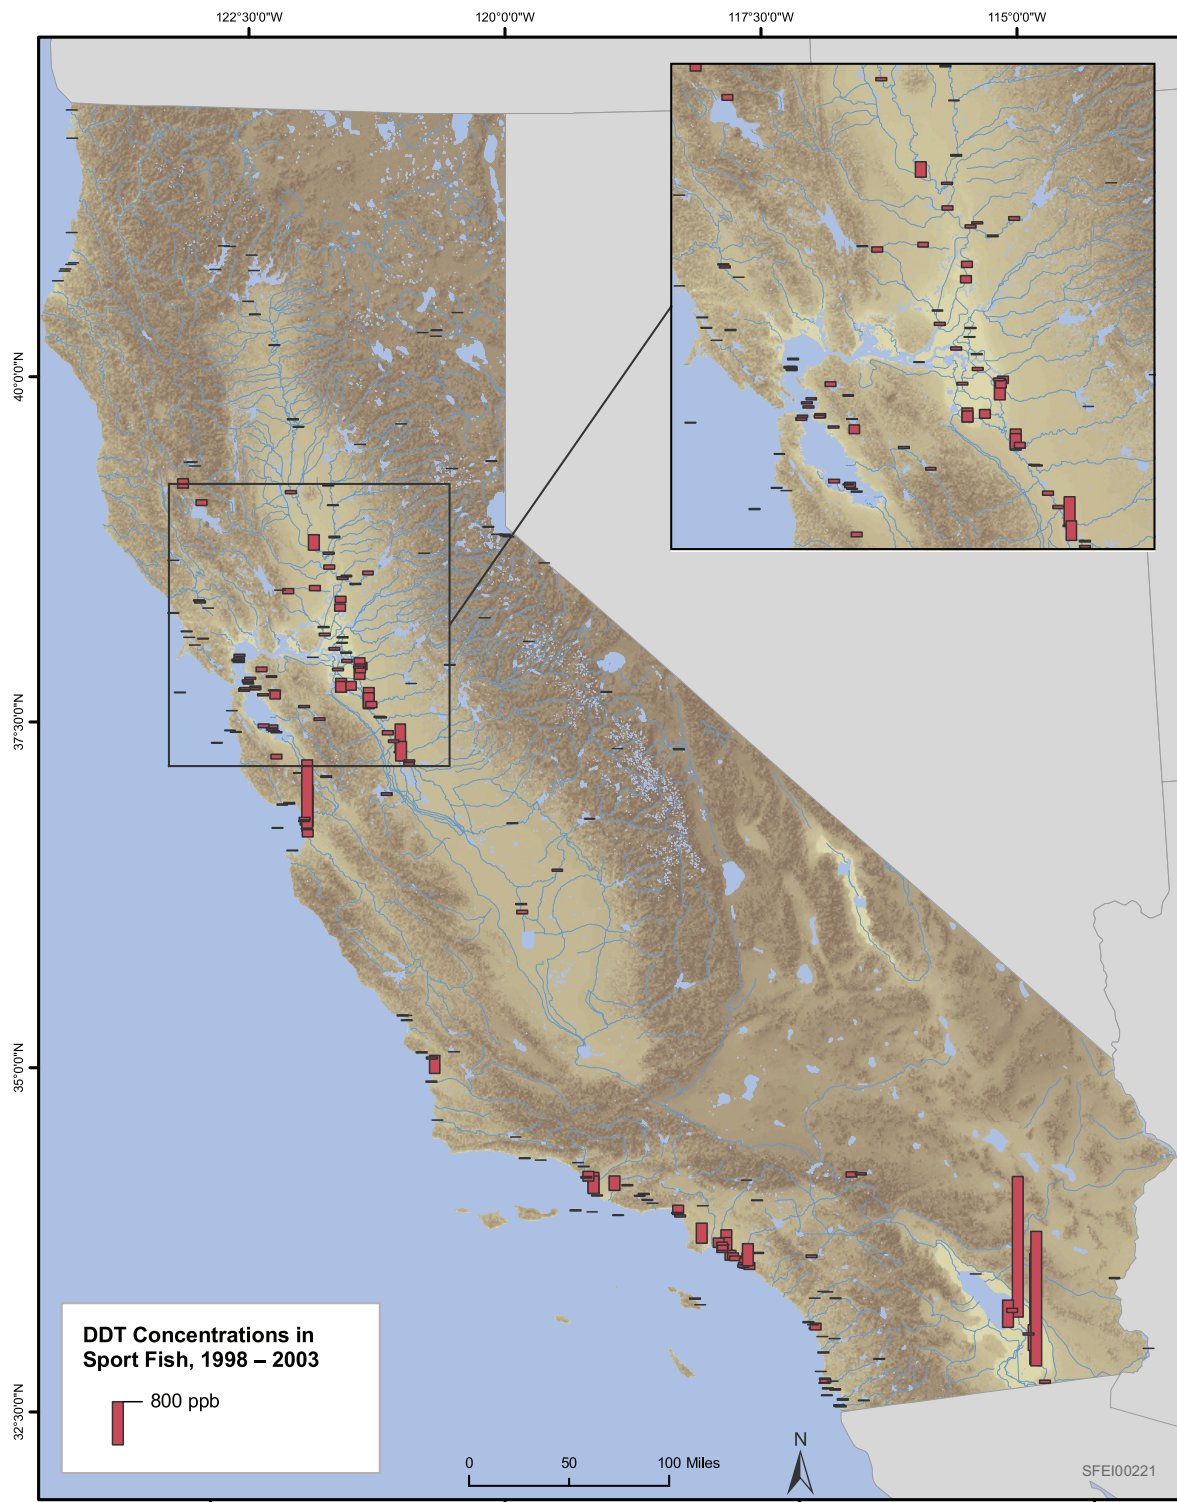 122°30'0"W
120°0'0"W
117°30'0"W
115°0'0"W
40°0'0"N
37°30'0"N
35°0'0"N
32°30'0"N
DDT Concentrations in
Sport Fish, 1998 – 2003
800 ppb
0
50
100 Miles
N
SFEI00221